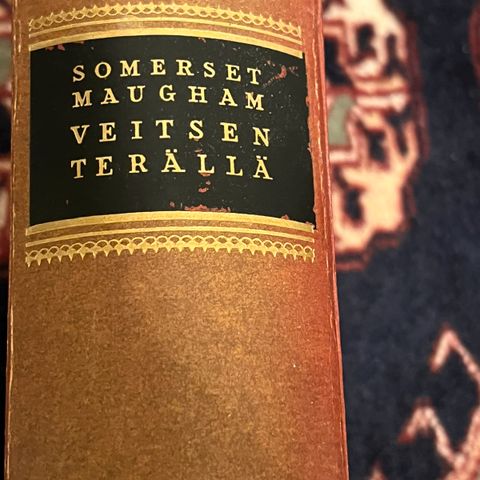 SOMERSET
MAUGHAM
VEITSEN
TERÄLLÄ